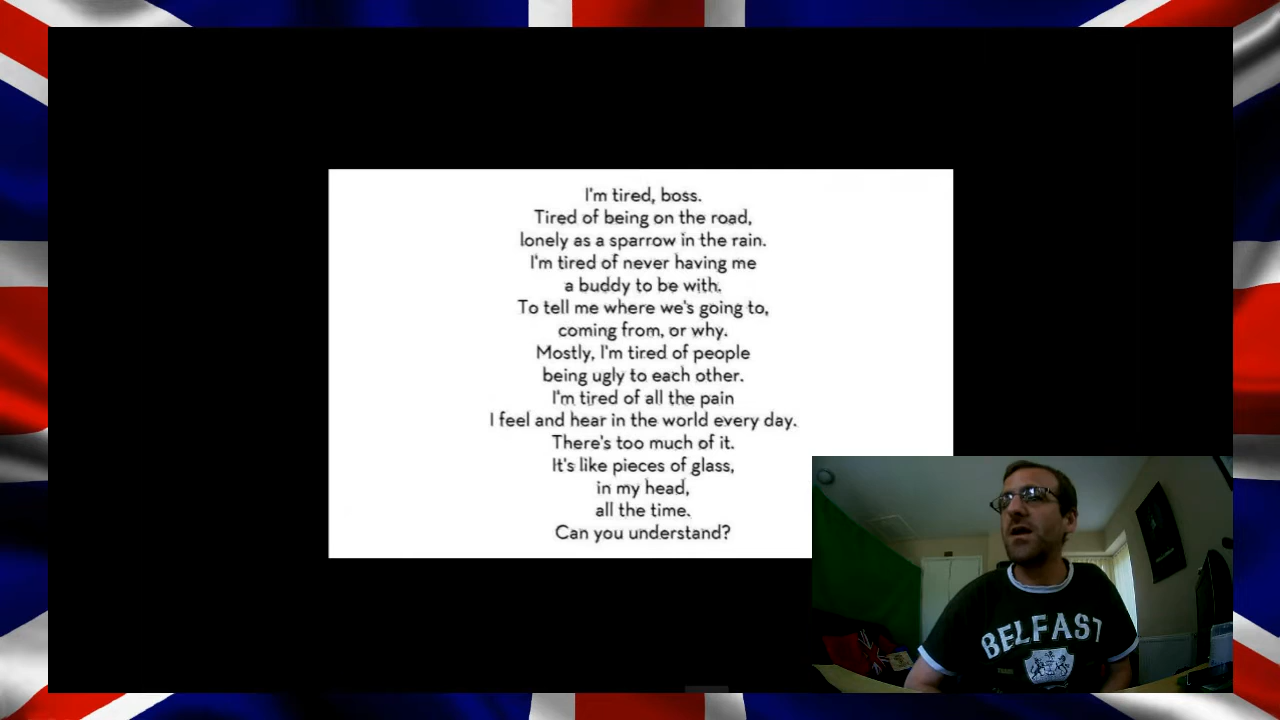 I'm tired, boss.
Tired of being on the road,
lonely as a sparrow in the rain.
I'm tired of never having me
a buddy to be with.
To tell me where we's going to,
coming from, or why.
Mostly, I'm tired of people
being ugly to each other.
I'm tired of all the pain
I feel and hear in the world every day.
There's too much of it.
It's like pieces of glass,
in my head,
all the time.
Can you understand?
BELFAST